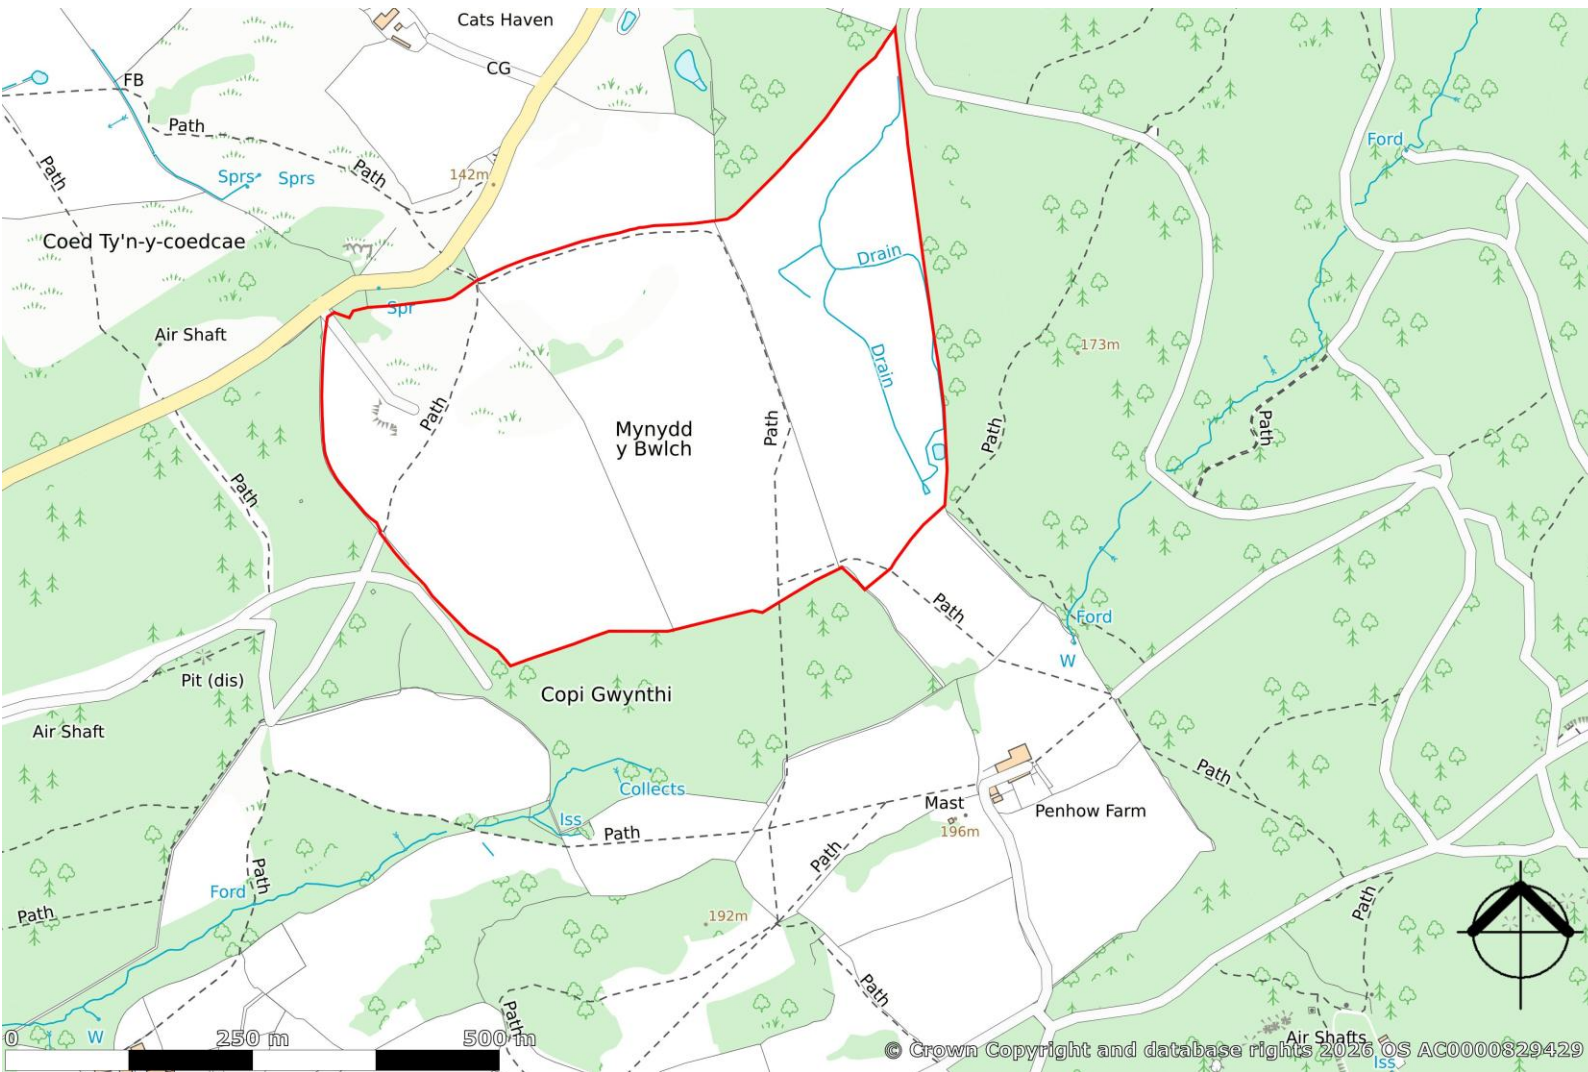 Cats Haven
CG
FB
Path
Path
Path
Path
142m
Sprs
Sprs
Ford
Coed Ty'n-y-coedcae
Drain
Spr
Air Shaft
173m
Drain
Path
Mynydd
y Bwlch
Path
Path
Path
Path
Path
Ford
W
Pit (dis)
Copi Gwynthi
Air Shaft
Path
Collects
Mast
Penhow Farm
Iss
Path
196m
Path
Path
Ford
Path
Path
192m
Path
Path
Path
W
0
250 m
500 m
Air Shafts
© Crown Copyright and database rights 2026 OS AC0000829429
Iss